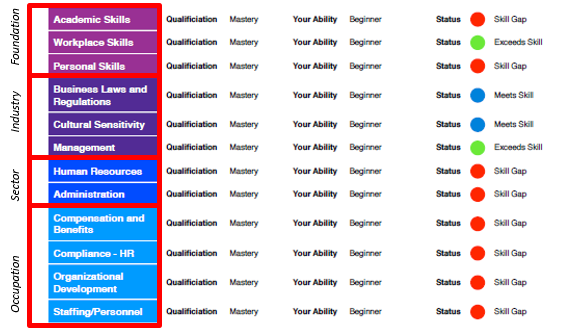 Foundation
Academic Skills Qualificiation Mastery Your Ability Beginner Status Skill Gap
Workplace Skills Qualificiation Mastery Your Ability Beginner Status Exceeds Skill
Personal Skills Qualificiation Mastery Your Ability Beginner Status Skill Gap
Industry
Business Laws and
Regulations Qualificiation Mastery Your Ability Beginner Status Meets Skill
Cultural Sensitivity Qualificiation Mastery Your Ability Beginner Status Meets Skill
Management Qualificiation Mastery Your Ability Beginner Status Exceeds Skill
Sector
Human Resources Qualificiation Mastery Your Ability Beginner Status Skill Gap
Administration Qualificiation Mastery Your Ability Beginner Status Skill Gap
Occupation
Compensation and
Benefits Qualificiation Mastery Your Ability Beginner Status Skill Gap
Compliance - HR Qualificiation Mastery Your Ability Beginner Status Skill Gap
Organizational
Development Qualificiation Mastery Your Ability Beginner Status Skill Gap
Staffing/Personnel Qualificiation Mastery Your Ability Beginner Status Skill Gap